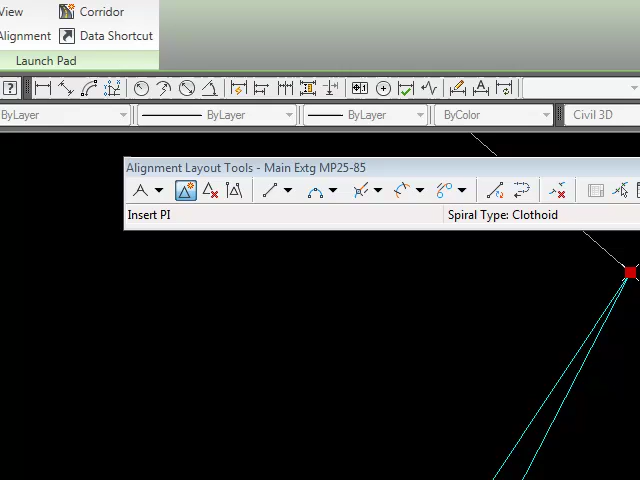 View Corridor
Alignment Data Shortcut
Launch Pad
ByLayer ByLayer ByLayer ByColor Civil 3D
Alignment Layout Tools - Main Extg MP25-85
Insert PI Spiral Type: Clothoid